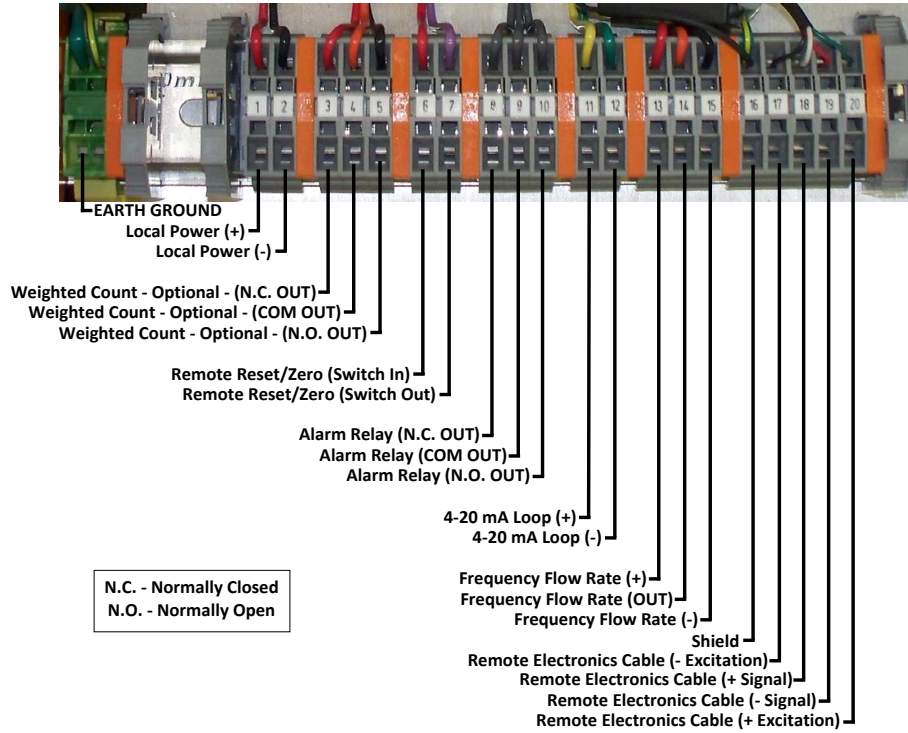 1 2 3 4 5 6 7 8 9 10 11 12 13 14 15 16 17 18 19 20
EARTH GROUND
Local Power (+)
Local Power (-)
Weighted Count - Optional - (N.C. OUT)
Weighted Count - Optional - (COM OUT)
Weighted Count - Optional - (N.O. OUT)
Remote Reset/Zero (Switch In)
Remote Reset/Zero (Switch Out)
Alarm Relay (N.C. OUT)
Alarm Relay (COM OUT)
Alarm Relay (N.O. OUT)
4-20 mA Loop (+)
4-20 mA Loop (-)
N.C. - Normally Closed
N.O. - Normally Open
Frequency Flow Rate (+)
Frequency Flow Rate (OUT)
Frequency Flow Rate (-)
Shield
Remote Electronics Cable (- Excitation)
Remote Electronics Cable (+ Signal)
Remote Electronics Cable (- Signal)
Remote Electronics Cable (+ Excitation)